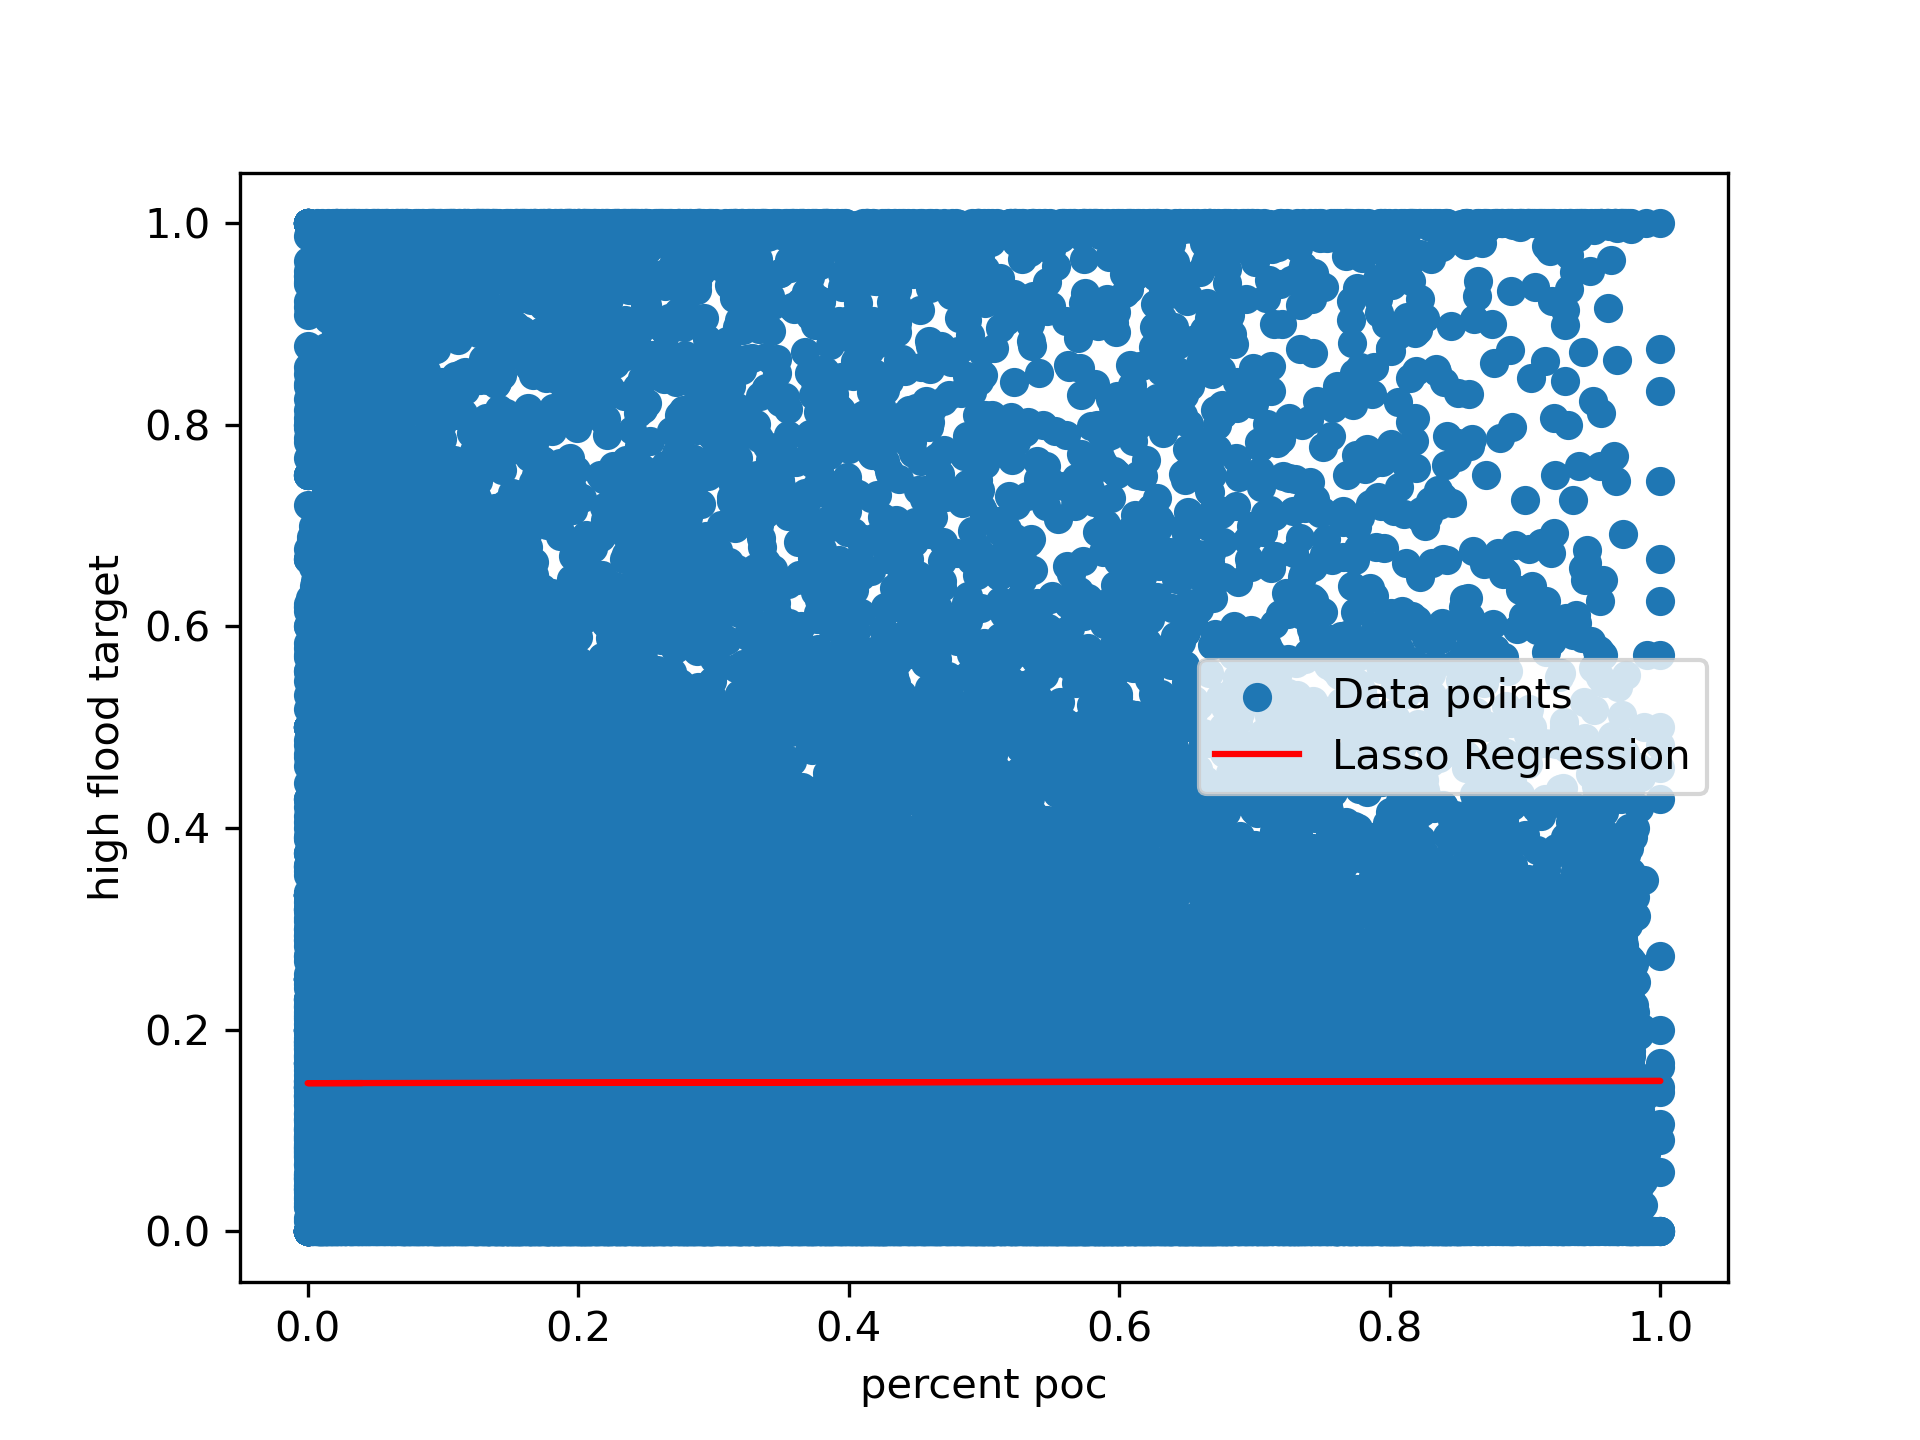 1.0
0.8
0.6
0.4
0.2
0.0
high flood target
Data points
Lasso Regression
0.0 0.2 0.4 0.6 0.8 1.0
percent poc